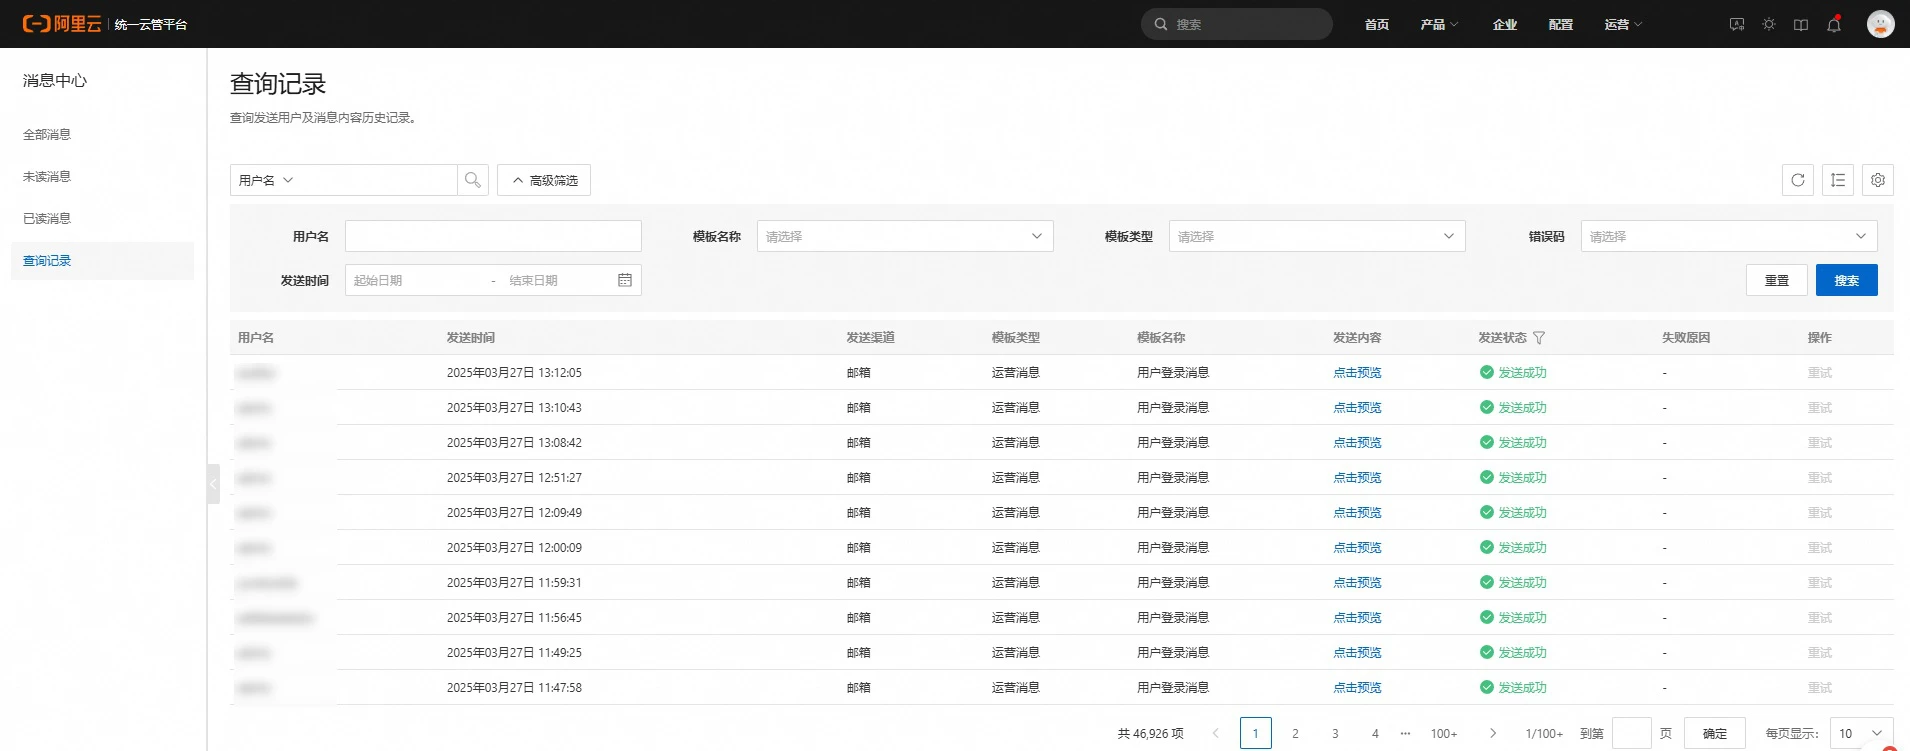 阿里云 统一云管平台 搜索 首页 产品 企业 配置 运营
消息中心
全部消息
未读消息
已读消息
查询记录
查询记录
查询发送用户及消息内容历史记录。
用户名 高级筛选
用户名 模板名称 请选择 模板类型 请选择 错误码 请选择
发送时间 起始日期 - 结束日期 重置 搜索
用户名 发送时间 发送渠道 模板类型 模板名称 发送内容 发送状态 失败原因 操作
2025年03月27日 13:12:05 邮箱 运营消息 用户登录消息 点击预览 发送成功 - 重试
2025年03月27日 13:10:43 邮箱 运营消息 用户登录消息 点击预览 发送成功 - 重试
2025年03月27日 13:08:42 邮箱 运营消息 用户登录消息 点击预览 发送成功 - 重试
2025年03月27日 12:51:27 邮箱 运营消息 用户登录消息 点击预览 发送成功 - 重试
2025年03月27日 12:09:49 邮箱 运营消息 用户登录消息 点击预览 发送成功 - 重试
2025年03月27日 12:00:09 邮箱 运营消息 用户登录消息 点击预览 发送成功 - 重试
2025年03月27日 11:59:31 邮箱 运营消息 用户登录消息 点击预览 发送成功 - 重试
2025年03月27日 11:56:45 邮箱 运营消息 用户登录消息 点击预览 发送成功 - 重试
2025年03月27日 11:49:25 邮箱 运营消息 用户登录消息 点击预览 发送成功 - 重试
2025年03月27日 11:47:58 邮箱 运营消息 用户登录消息 点击预览 发送成功 - 重试
共 46,926 项 1 2 3 4 ••• 100+ 1/100+ 到第 页 确定 每页显示: 10